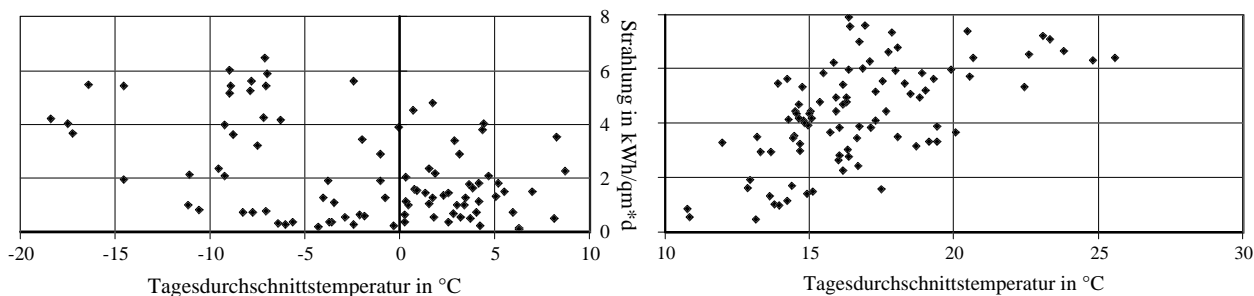 8
6
4
2
0
Strahlung in kWh/qm*d
-20 -15 -10 -5 0 5 10
Tagesdurchschnittstemperatur in °C
10 15 20 25 30
Tagesdurchschnittstemperatur in °C